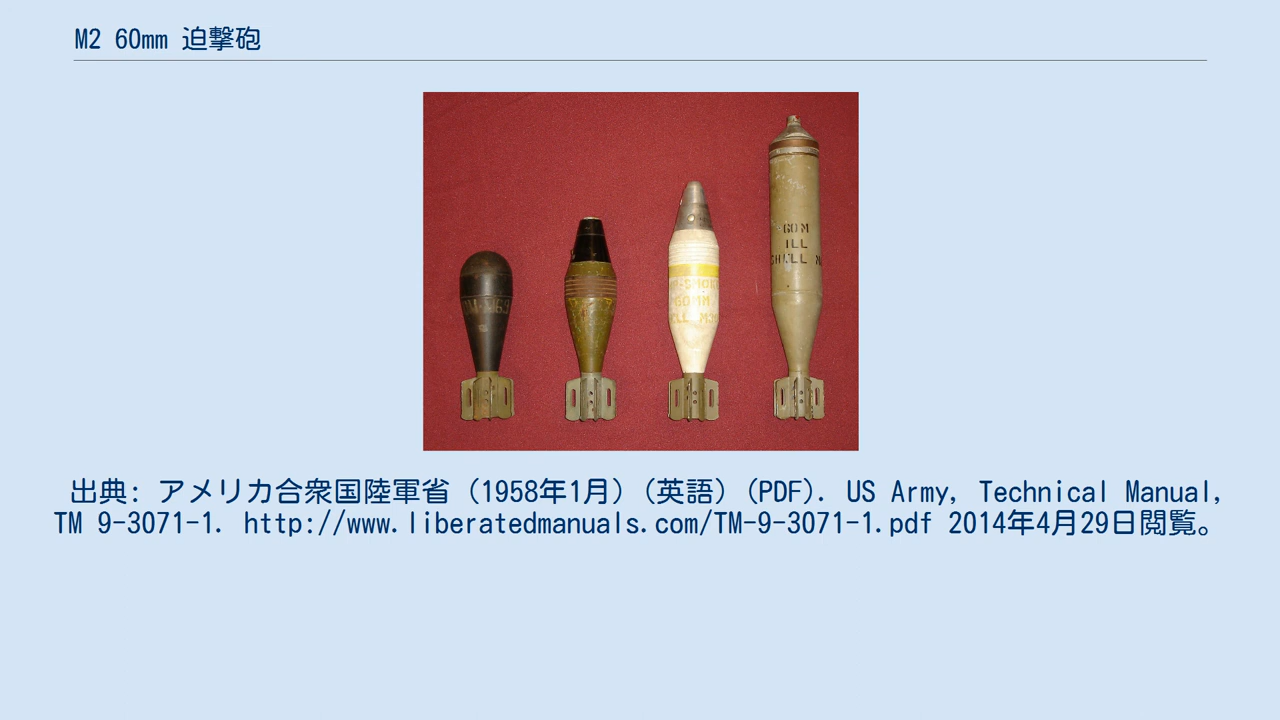 M2 60mm 迫撃砲
60M
ILL
SHELL
60MM
出典: アメリカ合衆国陸軍省 (1958年1月) (英語) (PDF). US Army, Technical Manual,
TM 9-3071-1. http://www.liberatedmanuals.com/TM-9-3071-1.pdf 2014年4月29日閲覧。